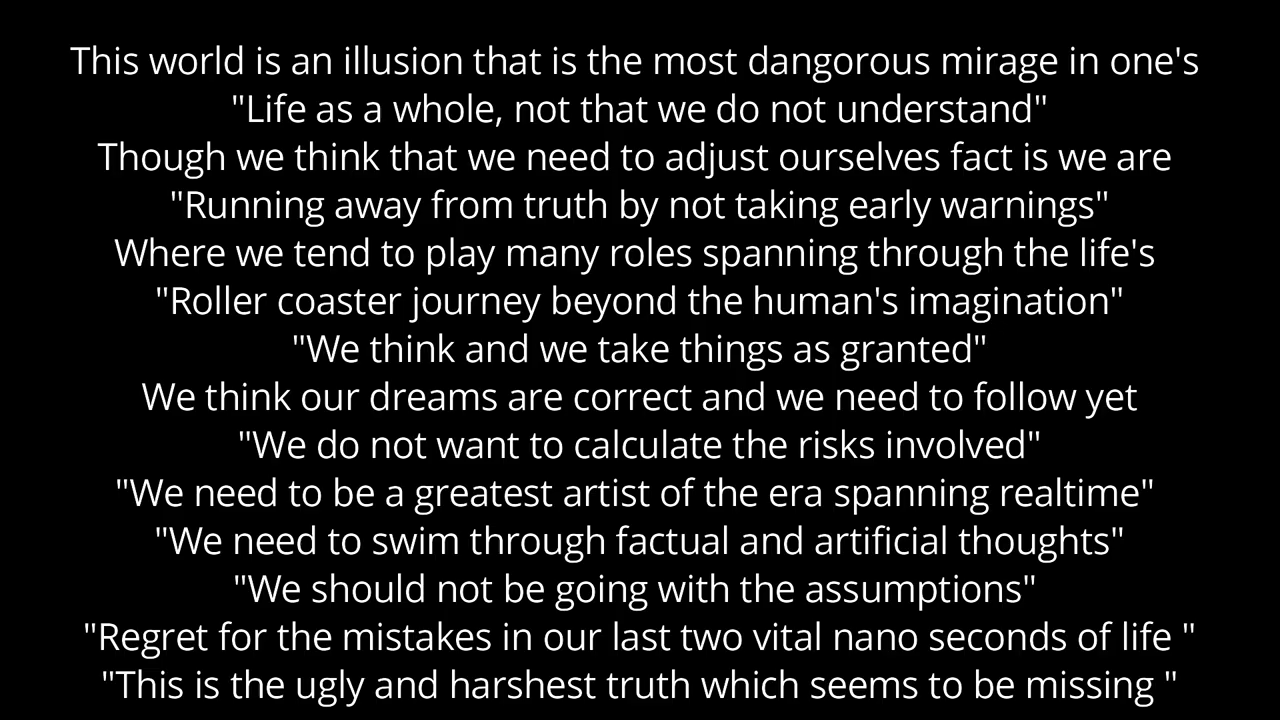 This world is an illusion that is the most dangorous mirage in one's
"Life as a whole, not that we do not understand"
Though we think that we need to adjust ourselves fact is we are
"Running away from truth by not taking early warnings"
Where we tend to play many roles spanning through the life's
"Roller coaster journey beyond the human's imagination"
"We think and we take things as granted"
We think our dreams are correct and we need to follow yet
"We do not want to calculate the risks involved"
"We need to be a greatest artist of the era spanning realtime"
"We need to swim through factual and artificial thoughts"
"We should not be going with the assumptions"
"Regret for the mistakes in our last two vital nano seconds of life "
"This is the ugly and harshest truth which seems to be missing "